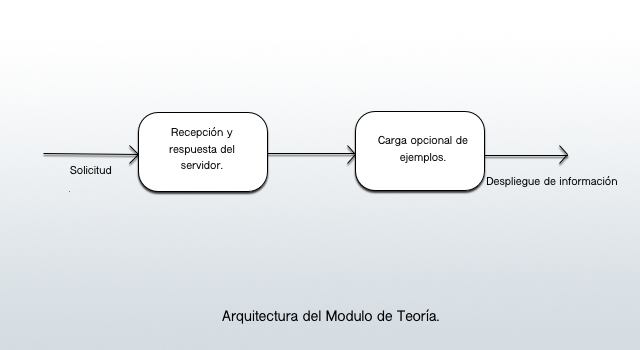 Recepción y
respuesta del
servidor.
Carga opcional de
ejemplos.
Solicitud
Despliegue de información
Arquitectura del Modulo de Teoría.